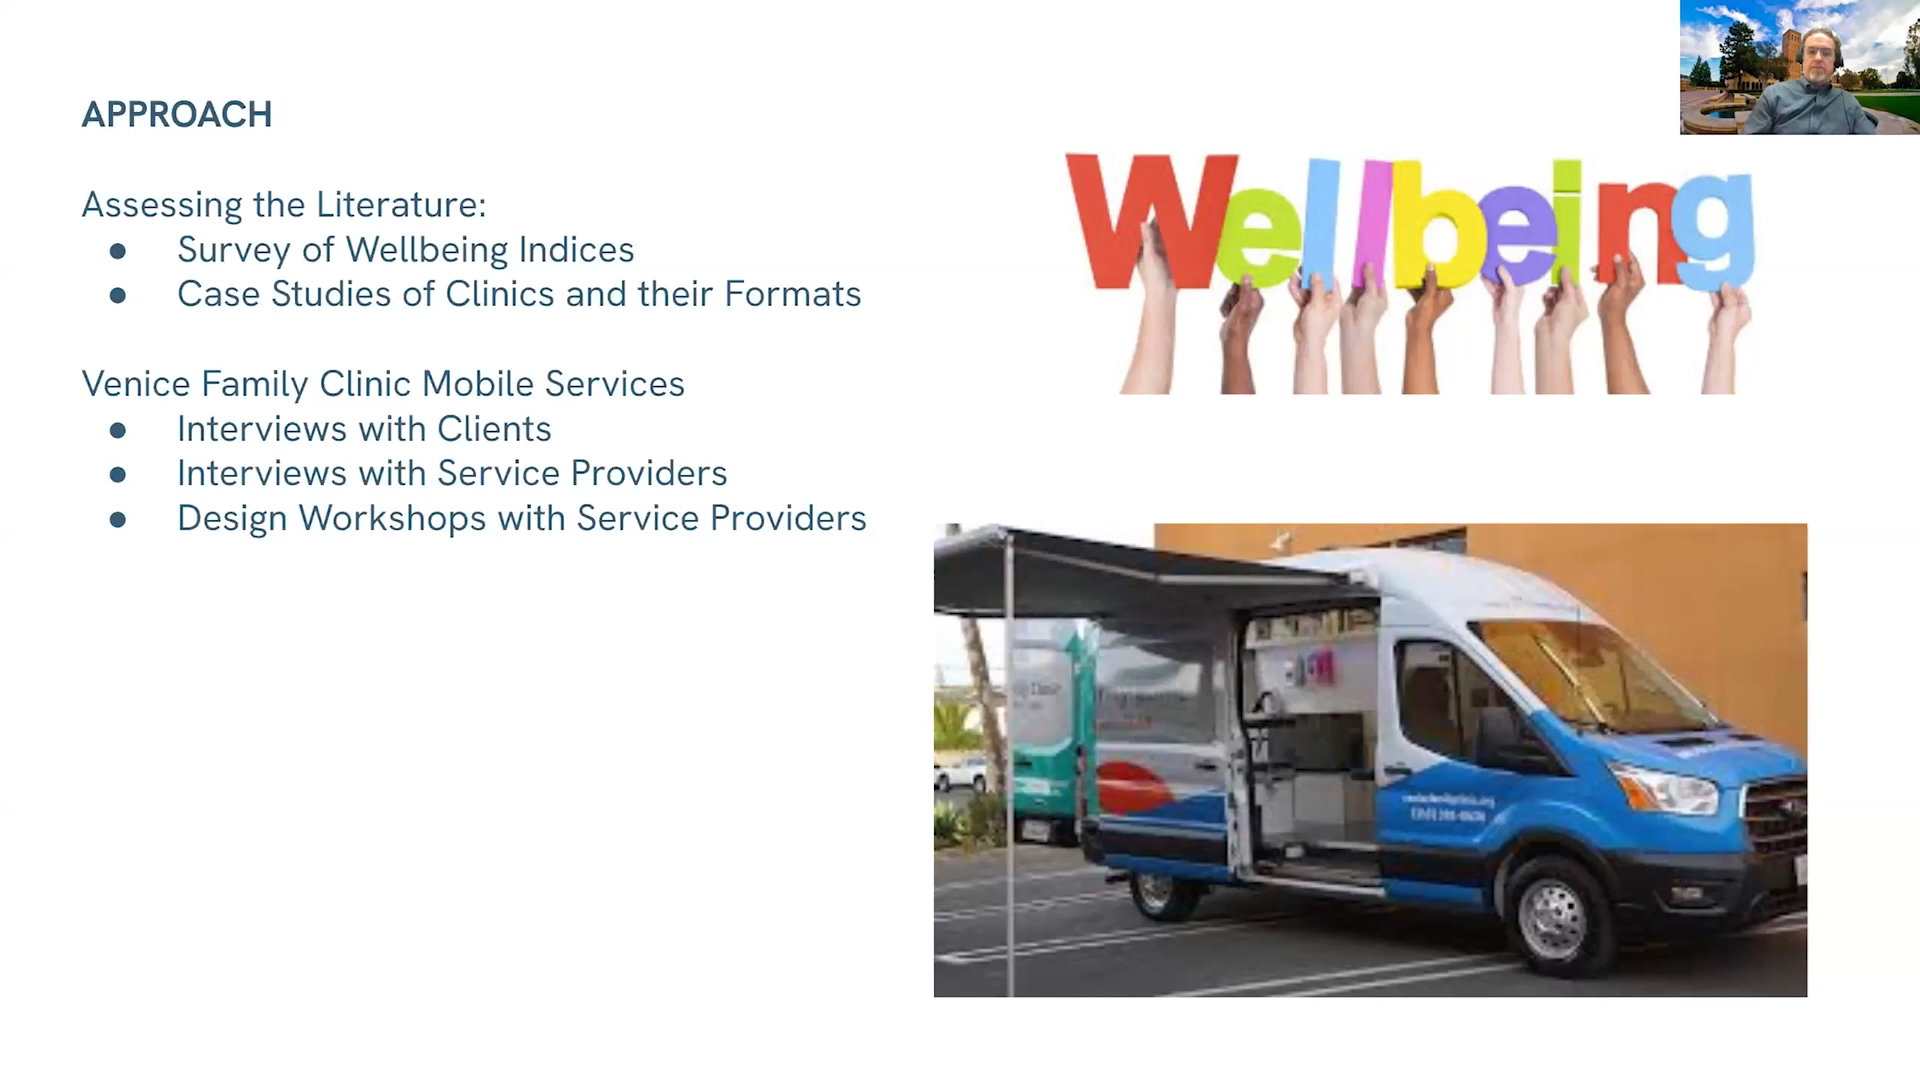 APPROACH
Assessing the Literature:
● Survey of Wellbeing Indices
● Case Studies of Clinics and their Formats
Venice Family Clinic Mobile Services
● Interviews with Clients
● Interviews with Service Providers
● Design Workshops with Service Providers
Wellbeing